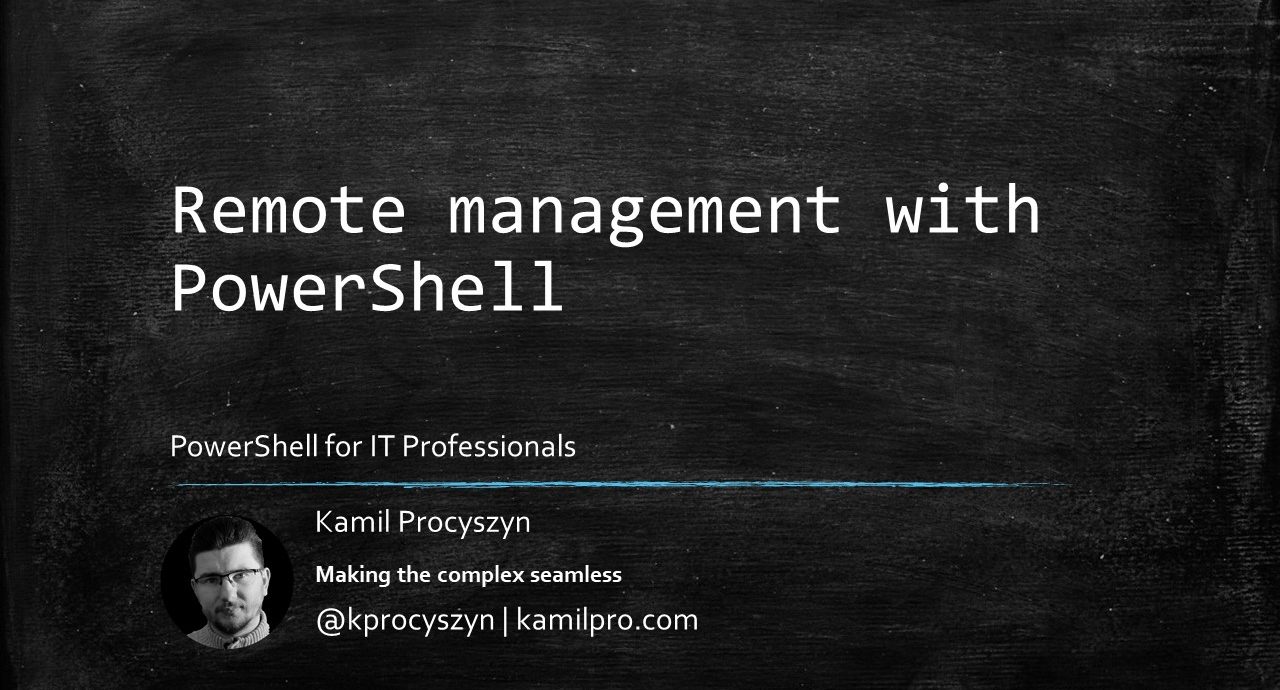 Remote management with
PowerShell
PowerShell for IT Professionals
Kamil Procyszyn
Making the complex seamless
@kprocyszyn | kamilpro.com